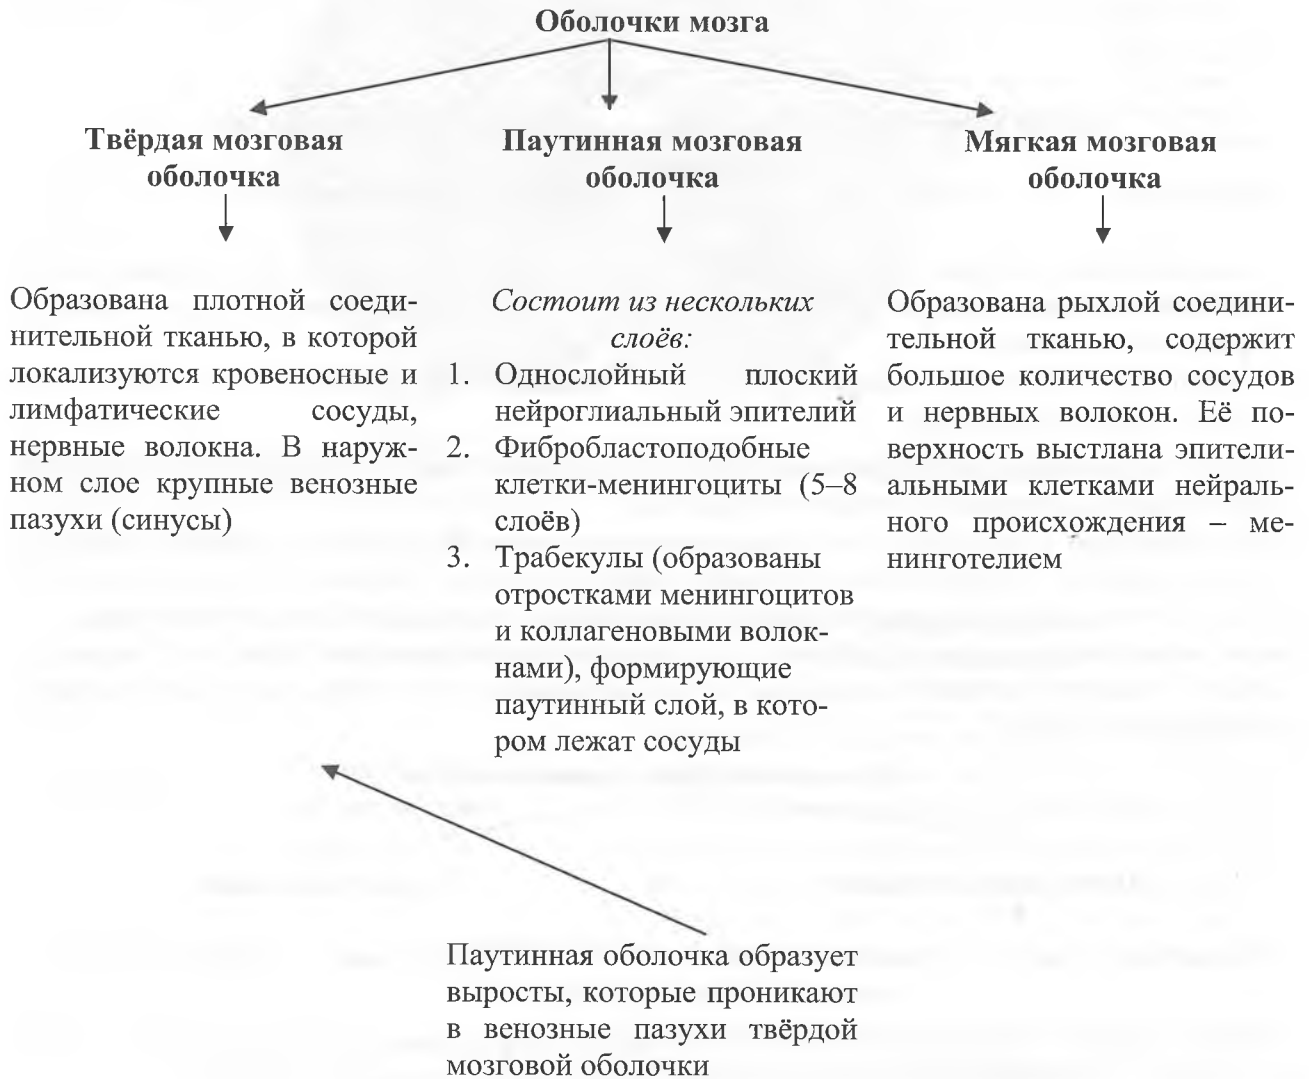 Оболочки мозга
Твёрдая мозговая
оболочка
Образована плотной соеди-
нительной тканью, в которой
локализуются кровеносные и
лимфатические сосуды,
нервные волокна. В наруж-
ном слое крупные венозные
пазухи (синусы)
Паутинная мозговая
оболочка
Состоит из нескольких
слоёв:
1. Однослойный плоский
нейроглиальный эпителий
2. Фибробластоподобные
клетки-менингоциты (5–8
слоёв)
3. Трабекулы (образованы
отростками менингоцитов
и коллагеновыми волок-
нами), формирующие
паутинный слой, в кото-
ром лежат сосуды
Мягкая мозговая
оболочка
Образована рыхлой соедини-
тельной тканью, содержит
большое количество сосудов
и нервных волокон. Её по-
верхность выстлана эпители-
альными клетками нейраль-
ного происхождения – ме-
нинготелием
Паутинная оболочка образует
выросты, которые проникают
в венозные пазухи твёрдой
мозговой оболочки